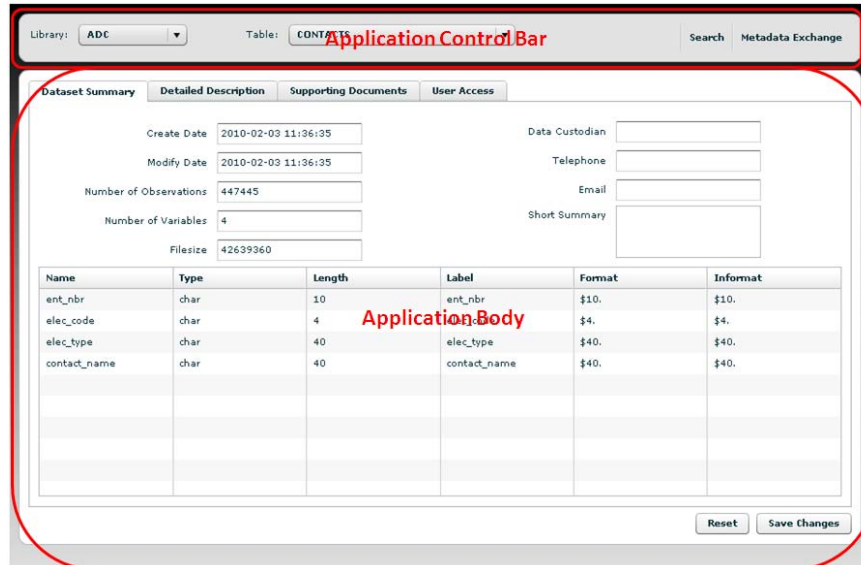 Library: ADC Table: CONTACTS Search Metadata Exchange
Application Control Bar
Dataset Summary Detailed Description Supporting Documents User Access
Create Date 2010-02-03 11:36:35 Data Custodian
Modify Date 2010-02-03 11:36:35 Telephone
Number of Observations 447445 Email
Number of Variables 4 Short Summary
Filesize 42639360
Name Type Length Label Format Informat
ent_nbr char 10 ent_nbr $10. $10.
elec_code char 4 elec_code $4. $4.
Application Body
elec_type char 40 elec_type $40. $40.
contact_name char 40 contact_name $40. $40.
Reset Save Changes